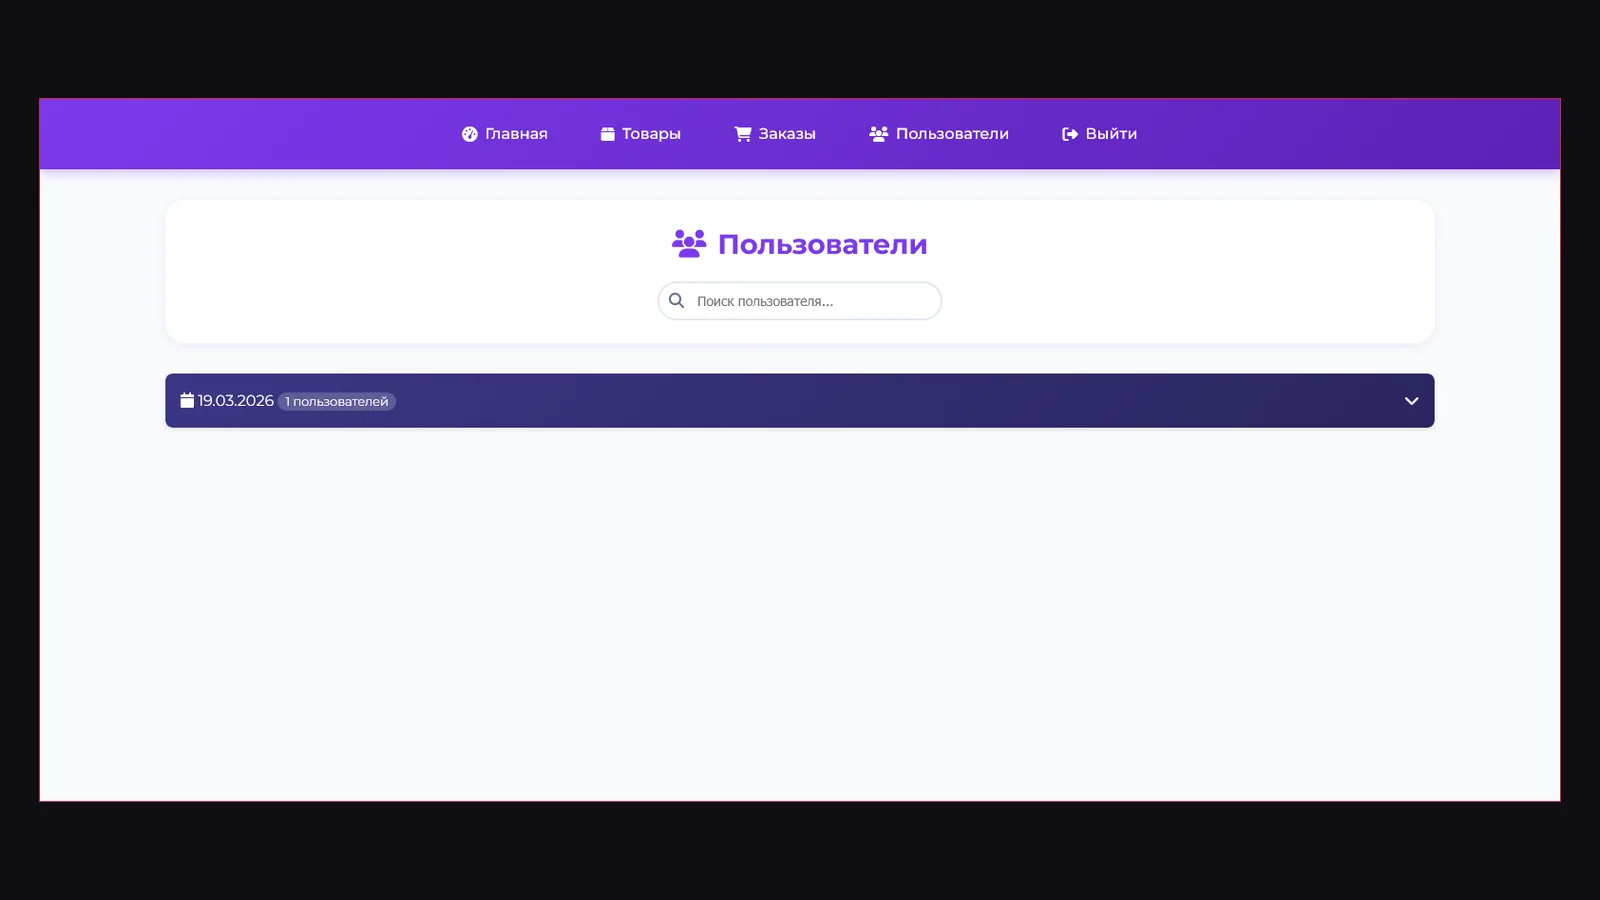 Главная Товары Заказы Пользователи Выйти
Пользователи
Поиск пользователя...
19.03.2026 1 пользователей